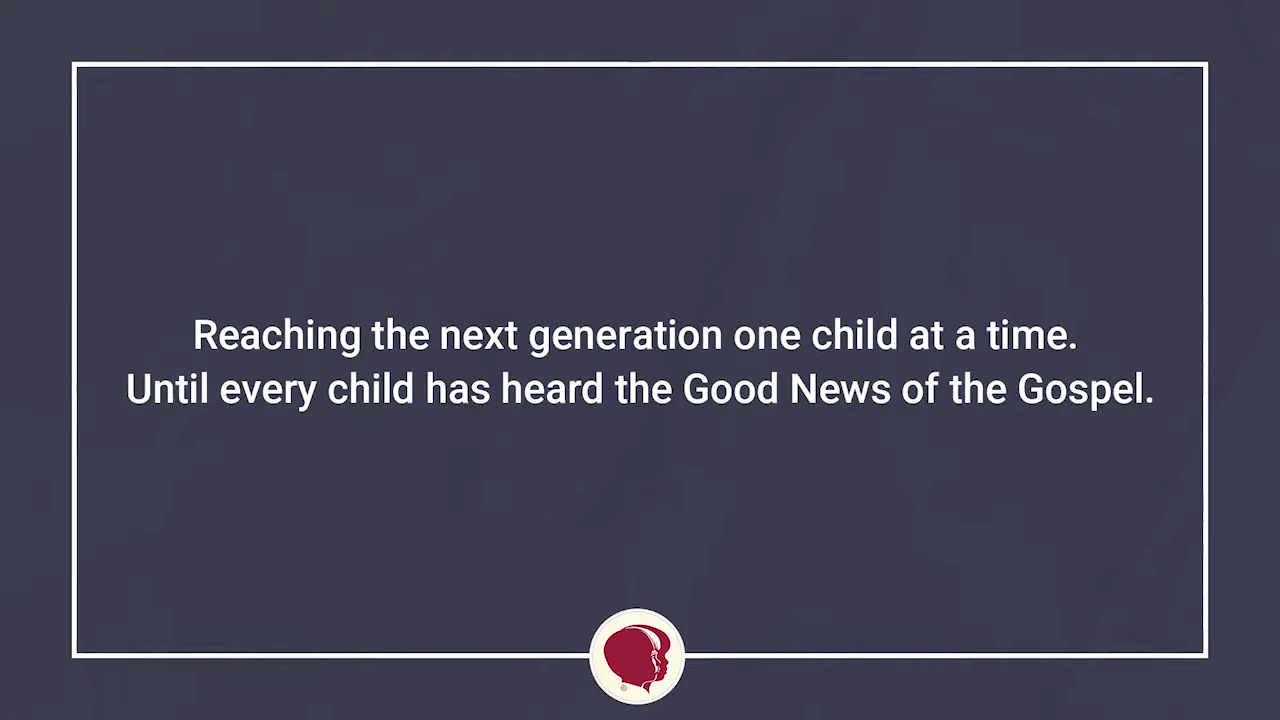 Reaching the next generation one child at a time.
Until every child has heard the Good News of the Gospel.
®